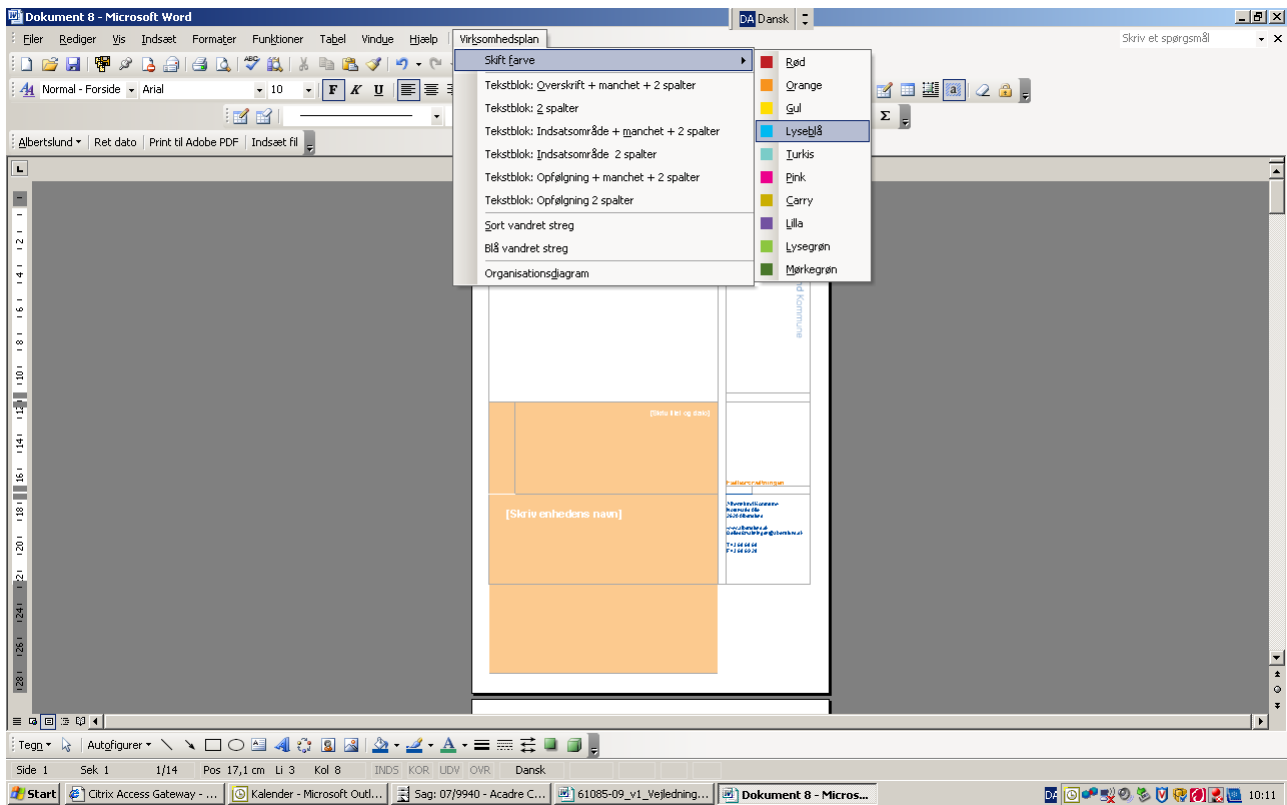 Dokument 8 - Microsoft Word
DA Dansk
Filer Rediger Vis Indsæt Formater Funktioner Tabel Vindue Hjælp Virksomhedsplan
Skriv et spørgsmål
Normal - Forside Arial 10 F K U
Albertslund Ret dato Print til Adobe PDF Indsæt fil
Skift farve
Tekstblok: Overskrift + manchet + 2 spalter
Tekstblok: 2 spalter
Tekstblok: Indsatsområde + manchet + 2 spalter
Tekstblok: Indsatsområde 2 spalter
Tekstblok: Opfølgning + manchet + 2 spalter
Tekstblok: Opfølgning 2 spalter
Sort vandret streg
Blå vandret streg
Organisationsdiagram
Rød
Orange
Gul
Lyseblå
Turkis
Pink
Carry
Lilla
Lysegrøn
Mørkegrøn
Kommune
[Skriv enhedens navn]
Tegn Autofigurer
Side 1 Sek 1 1/14 Pos 17,1 cm Li 3 Kol 8 INDS KOR UDV OVR Dansk
Start Citrix Access Gateway - ... Kalender - Microsoft Outl... Sag: 07/9940 - Acadre C... 61085-09_v1_Vejledning... Dokument 8 - Micros... DA 10:11